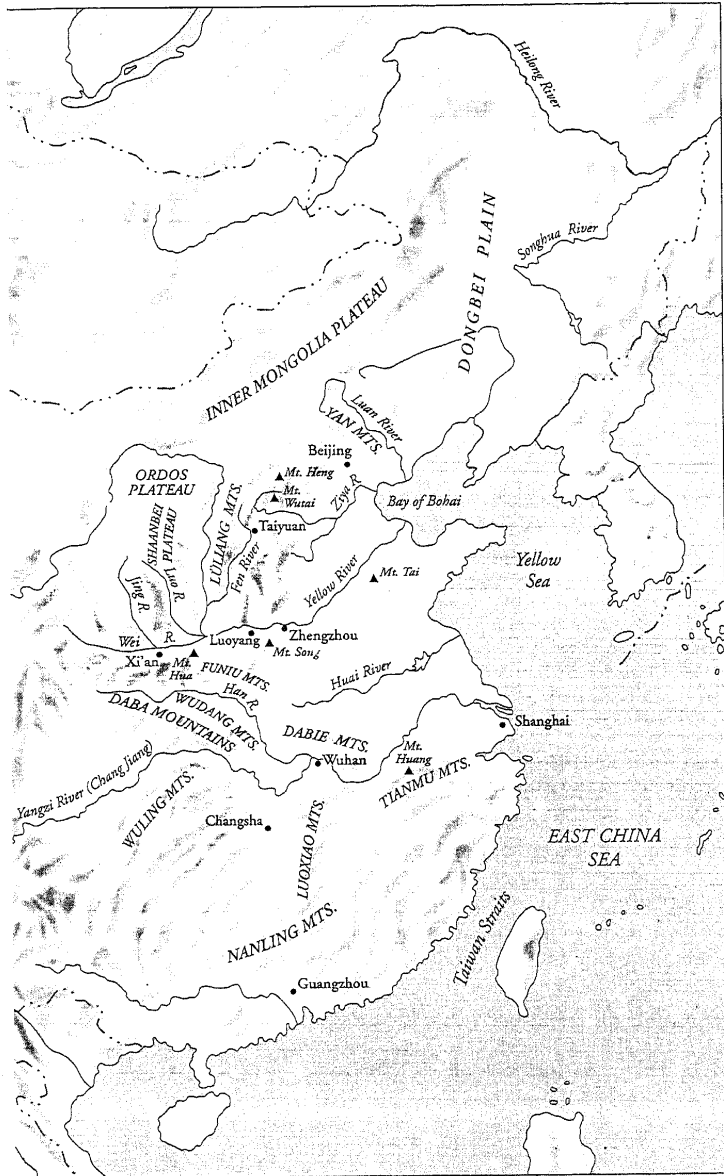 Heilong River
Songhua River
DONGBEI PLAIN
INNER MONGOLIA PLATEAU
Luan River
YAN MTS.
Beijing
Mt. Heng
Mt.
Wutai
Ziya R.
Bay of Bohai
ORDOS
PLATEAU
SHAANBEI
PLATEAU
LÜLIANG MTS.
Taiyuan
Fen River
Luo R.
Jing R.
Yellow River
Mt. Tai
Yellow
Sea
Wei R.
Luoyang
Zhengzhou
Mt. Song
Xi'an
Mt.
Hua
FUNIU MTS.
Huai River
Han R.
WUDANG MTS.
DABA MOUNTAINS
DABIE MTS.
Shanghai
Wuhan
Mt.
Huang
TIANMU MTS.
Yangzi River (Chang Jiang)
WULING MTS.
Changsha
LUOXIAO MTS.
EAST CHINA
SEA
NANLING MTS.
Taiwan Straits
Guangzhou